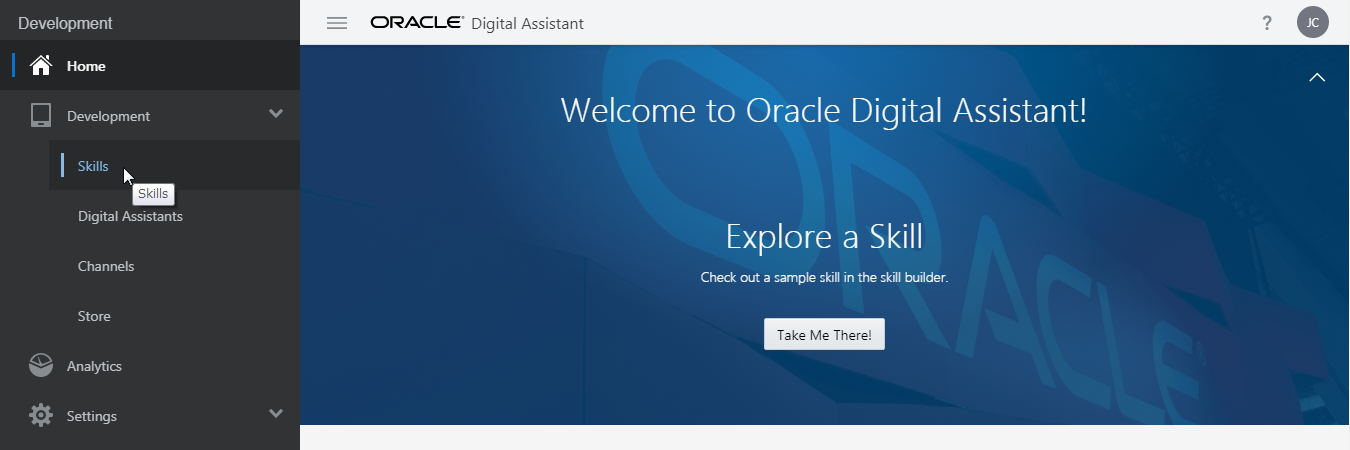 Development
Home
Development
Skills
Skills
Digital Assistants
Channels
Store
Analytics
Settings
ORACLE® Digital Assistant
?
JC
Welcome to Oracle Digital Assistant!
Explore a Skill
Check out a sample skill in the skill builder.
Take Me There!
ORACLE®